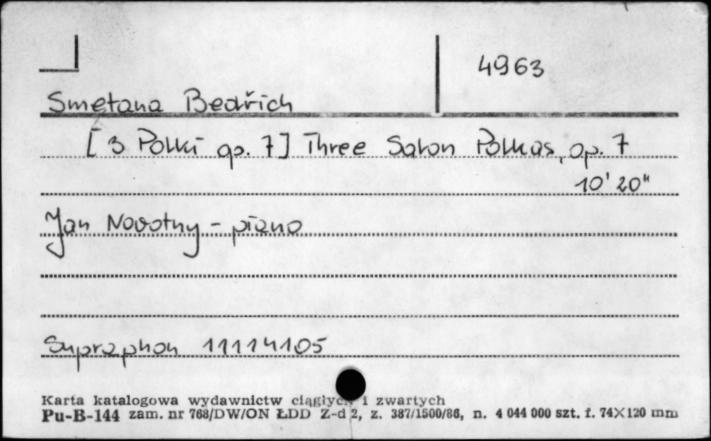 4963
Smetana Bedřich
[3 Polki op. 7] Three Salon Polkas, op. 7
10'20"
Jan Novotny - piano
Supraphon 11114105
Karta katalogowa wydawnictw ciągłych i zwartych
Pu-B-144 zam. nr 768/DW/ON ŁDD Z-d 2, z. 387/1500/86, n. 4 044 000 szt. f. 74X120 mm